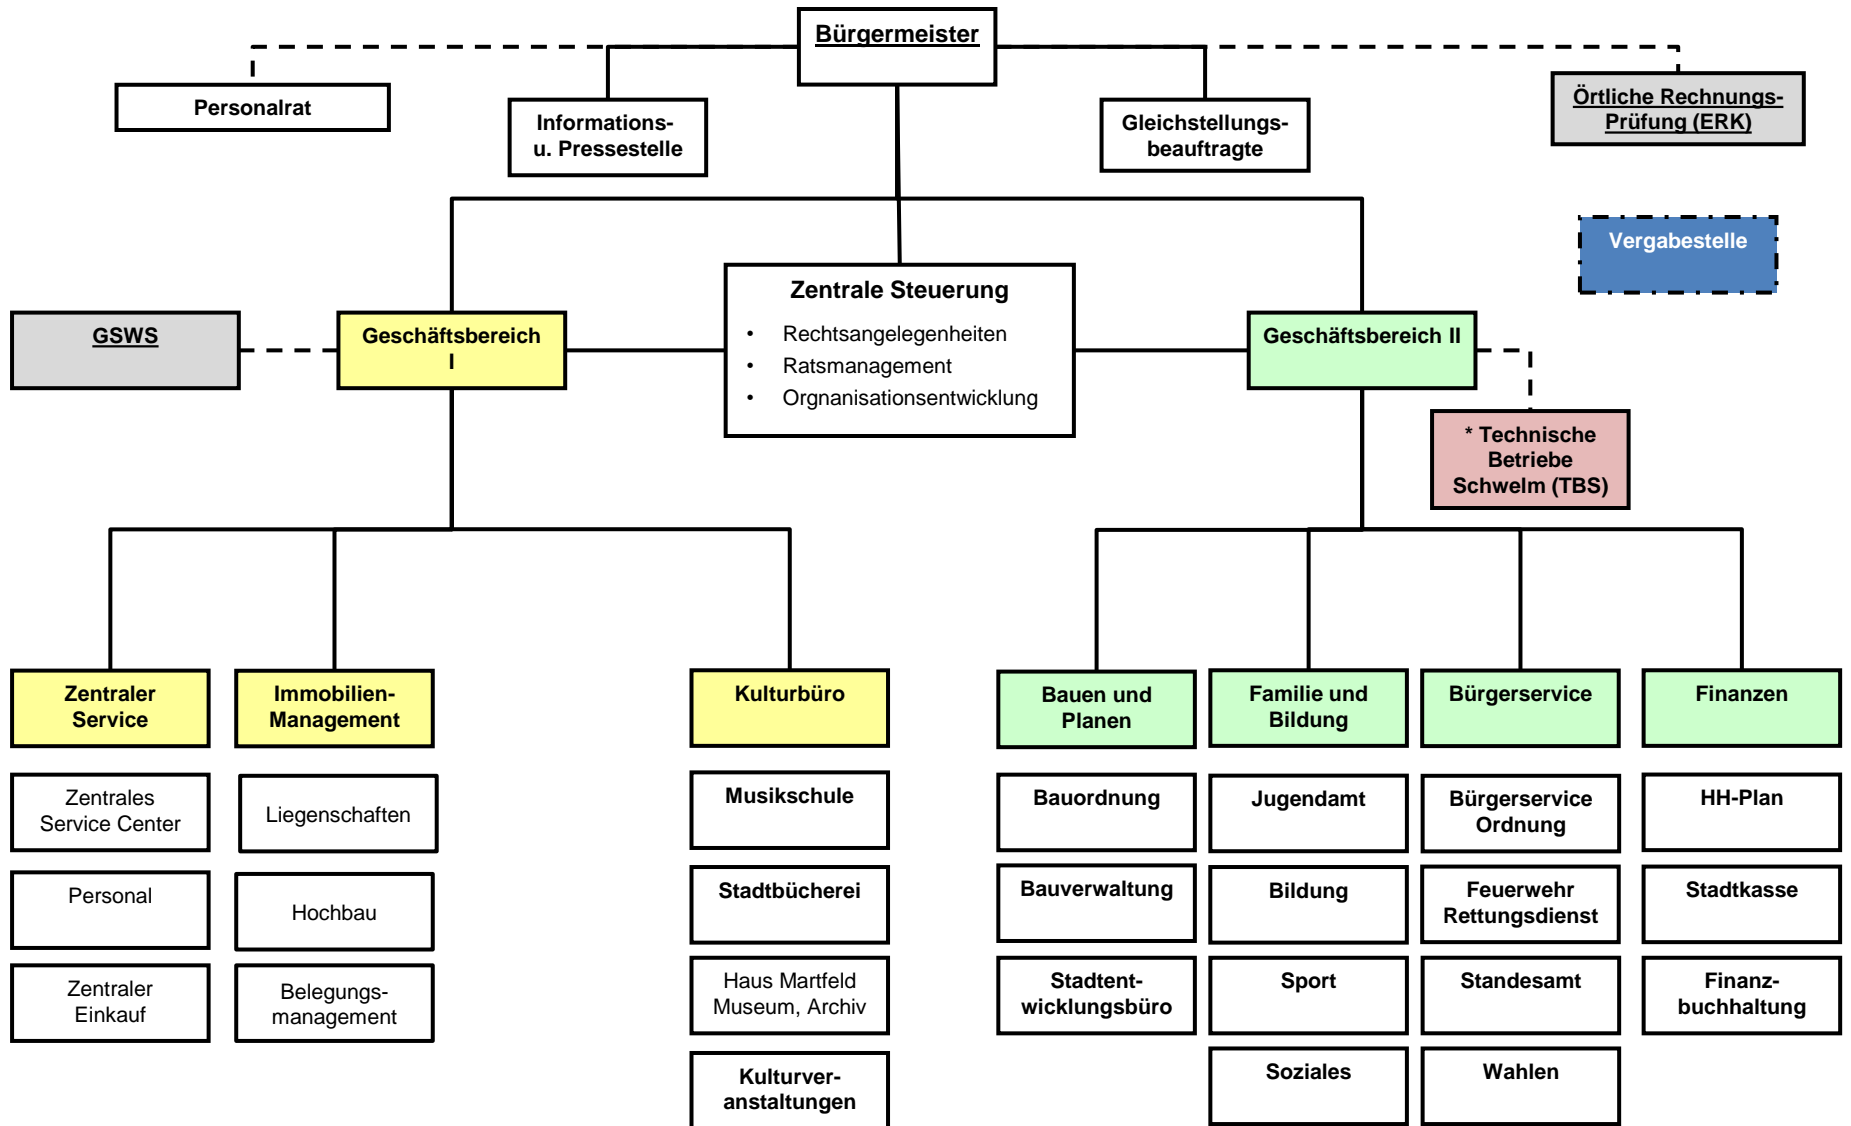 Bürgermeister
Personalrat
Informations-
u. Pressestelle
Gleichstellungs-
beauftragte
Örtliche Rechnungs-
Prüfung (ERK)
Vergabestelle
GSWS
Geschäftsbereich
I
Zentrale Steuerung
• Rechtsangelegenheiten
• Ratsmanagement
• Orgnanisationsentwicklung
Geschäftsbereich II
* Technische
Betriebe
Schwelm (TBS)
Zentraler
Service
Zentrales
Service Center
Personal
Zentraler
Einkauf
Immobilien-
Management
Liegenschaften
Hochbau
Belegungs-
management
Kulturbüro
Musikschule
Stadtbücherei
Haus Martfeld
Museum, Archiv
Kulturver-
anstaltungen
Bauen und
Planen
Bauordnung
Bauverwaltung
Stadtent-
wicklungsbüro
Familie und
Bildung
Jugendamt
Bildung
Sport
Soziales
Bürgerservice
Bürgerservice
Ordnung
Feuerwehr
Rettungsdienst
Standesamt
Wahlen
Finanzen
HH-Plan
Stadtkasse
Finanz-
buchhaltung